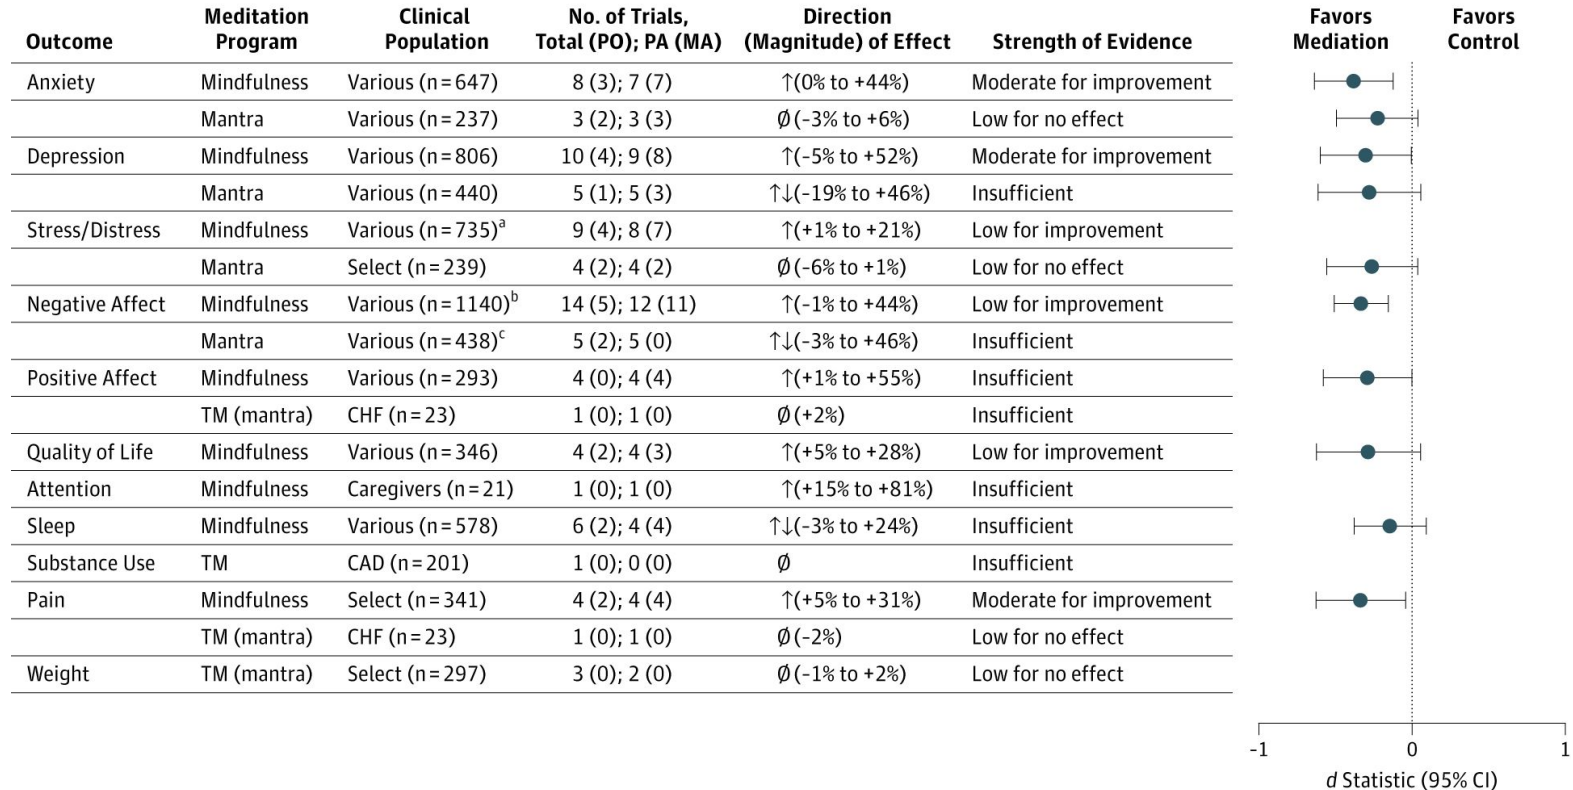 Outcome Meditation Program Clinical Population No. of Trials, Total (PO); PA (MA) Direction (Magnitude) of Effect Strength of Evidence Favors Mediation Favors Control
Anxiety Mindfulness Various (n = 647) 8 (3); 7 (7) ↑(0% to +44%) Moderate for improvement
Mantra Various (n = 237) 3 (2); 3 (3) Ø (-3% to +6%) Low for no effect
Depression Mindfulness Various (n = 806) 10 (4); 9 (8) ↑(-5% to +52%) Moderate for improvement
Mantra Various (n = 440) 5 (1); 5 (3) ↑↓(-19% to +46%) Insufficient
Stress/Distress Mindfulness Various (n = 735)a 9 (4); 8 (7) ↑(+1% to +21%) Low for improvement
Mantra Select (n = 239) 4 (2); 4 (2) Ø (-6% to +1%) Low for no effect
Negative Affect Mindfulness Various (n = 1140)b 14 (5); 12 (11) ↑(-1% to +44%) Low for improvement
Mantra Various (n = 438)c 5 (2); 5 (0) ↑↓(-3% to +46%) Insufficient
Positive Affect Mindfulness Various (n = 293) 4 (0); 4 (4) ↑(+1% to +55%) Insufficient
TM (mantra) CHF (n = 23) 1 (0); 1 (0) Ø (+2%) Insufficient
Quality of Life Mindfulness Various (n = 346) 4 (2); 4 (3) ↑(+5% to +28%) Low for improvement
Attention Mindfulness Caregivers (n = 21) 1 (0); 1 (0) ↑(+15% to +81%) Insufficient
Sleep Mindfulness Various (n = 578) 6 (2); 4 (4) ↑↓(-3% to +24%) Insufficient
Substance Use TM CAD (n = 201) 1 (0); 0 (0) Ø Insufficient
Pain Mindfulness Select (n = 341) 4 (2); 4 (4) ↑(+5% to +31%) Moderate for improvement
TM (mantra) CHF (n = 23) 1 (0); 1 (0) Ø (-2%) Low for no effect
Weight TM (mantra) Select (n = 297) 3 (0); 2 (0) Ø (-1% to +2%) Low for no effect
-1 0 1
d Statistic (95% CI)